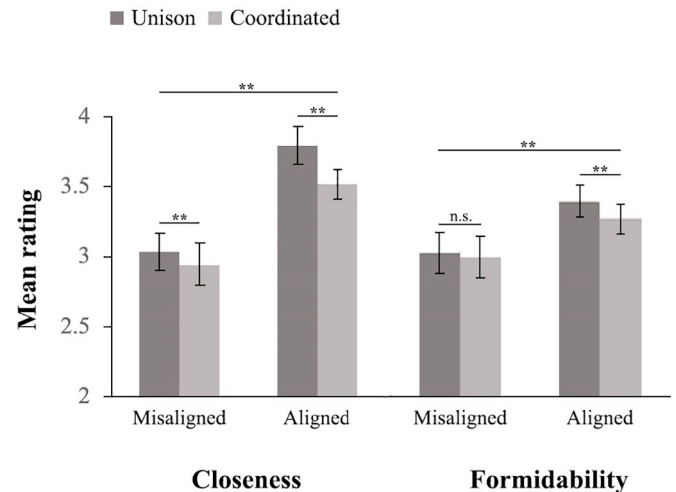 Unison Coordinated
**
**
**
**
**
n.s.
4
3.5
3
2.5
2
Mean rating
Misaligned Aligned Misaligned Aligned
Closeness Formidability